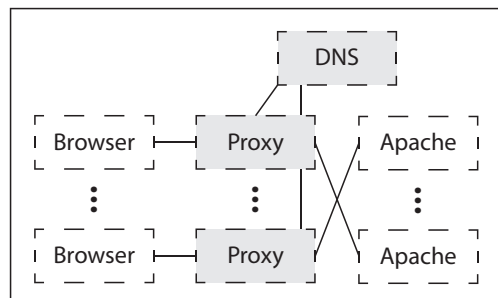 DNS
Browser
Proxy
Apache
Browser
Proxy
Apache